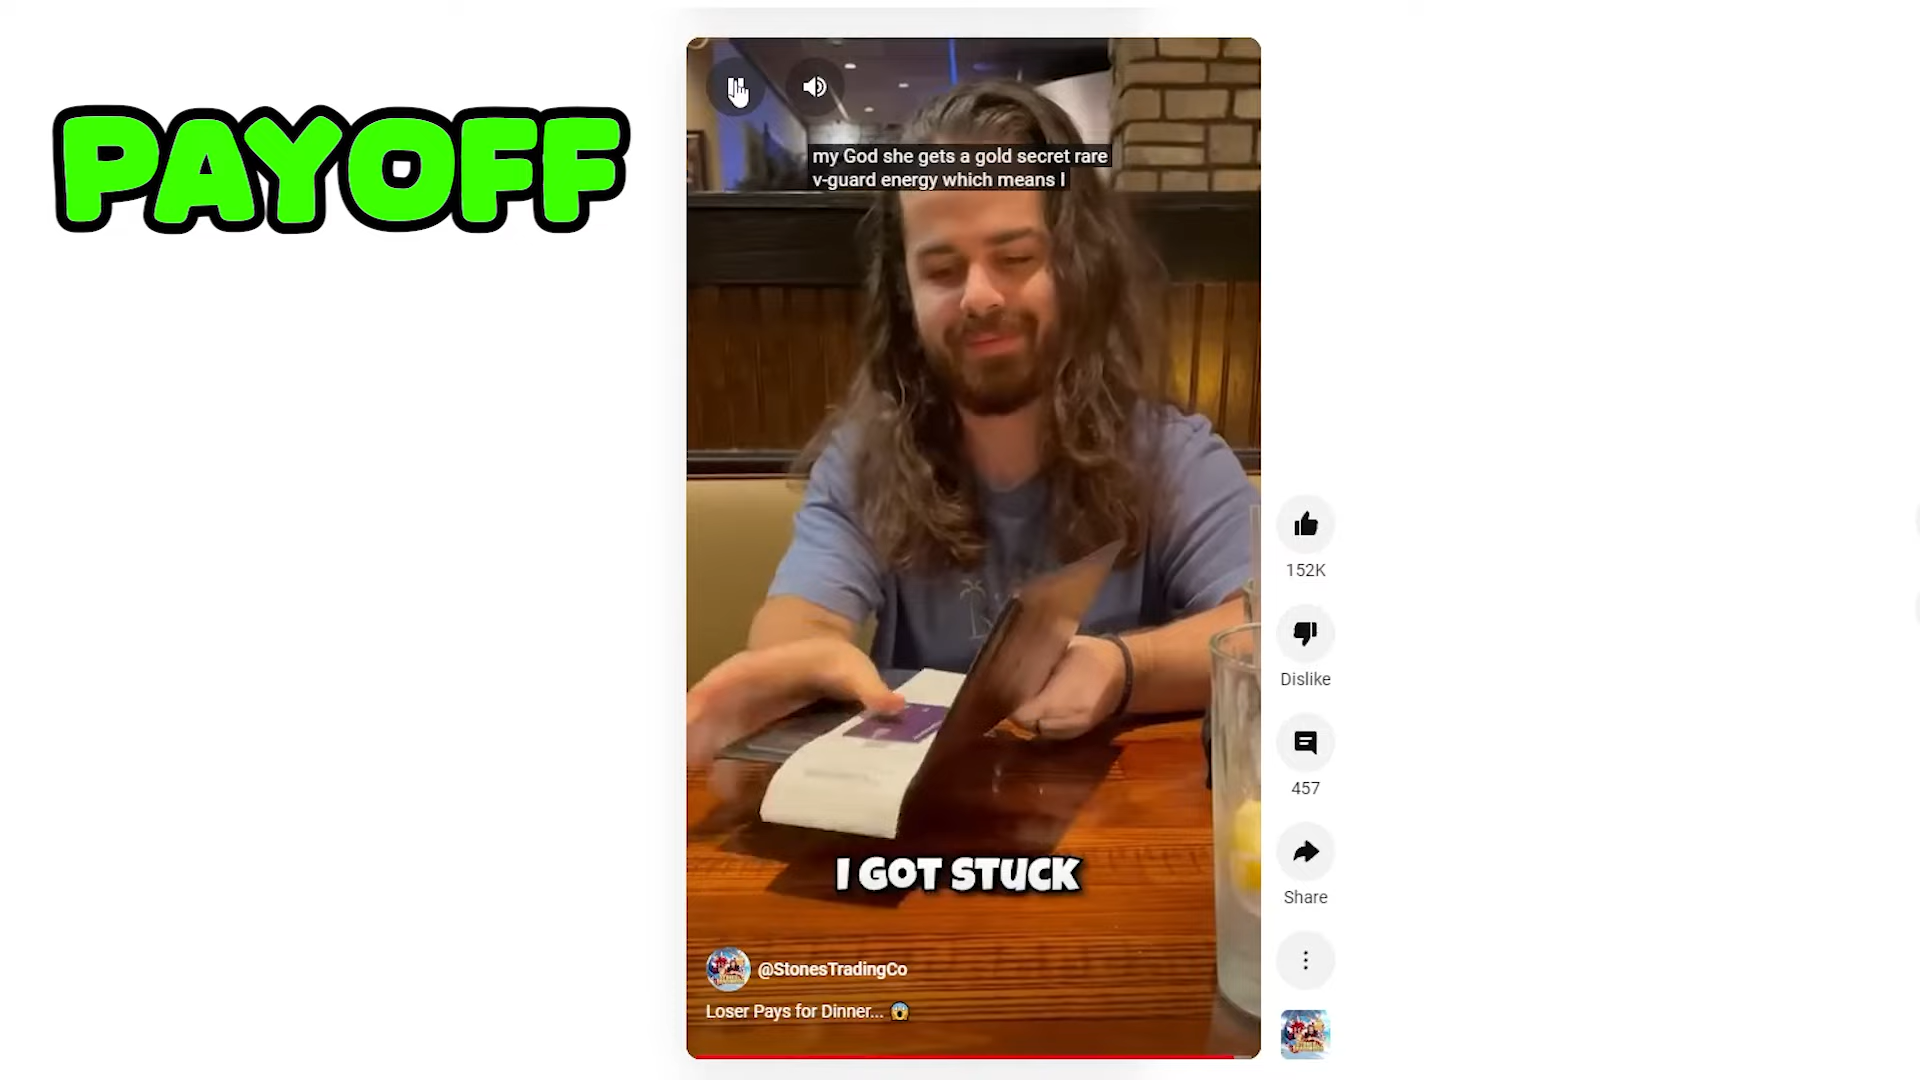 PAYOFF
my God she gets a gold secret rare
v-guard energy which means I
I GOT STUCK
@StonesTradingCo
Loser Pays for Dinner... 😱
152K
Dislike
457
Share